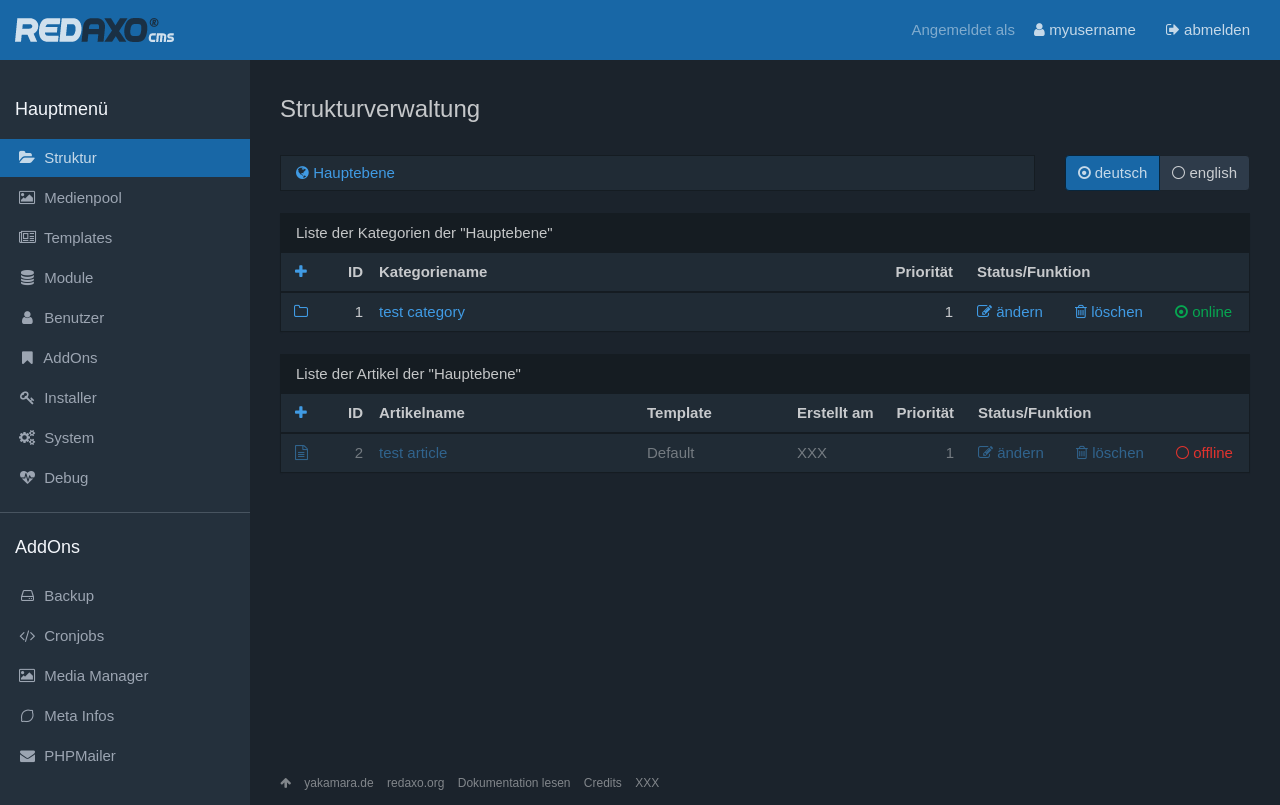 REDAXO® cms
Angemeldet als myusername abmelden
Hauptmenü
Struktur
Medienpool
Templates
Module
Benutzer
AddOns
Installer
System
Debug
AddOns
Backup
Cronjobs
Media Manager
Meta Infos
PHPMailer
Strukturverwaltung
Hauptebene
deutsch english
Liste der Kategorien der "Hauptebene"
ID Kategoriename Priorität Status/Funktion
1 test category 1 ändern löschen online
Liste der Artikel der "Hauptebene"
ID Artikelname Template Erstellt am Priorität Status/Funktion
2 test article Default XXX 1 ändern löschen offline
yakamara.de redaxo.org Dokumentation lesen Credits XXX